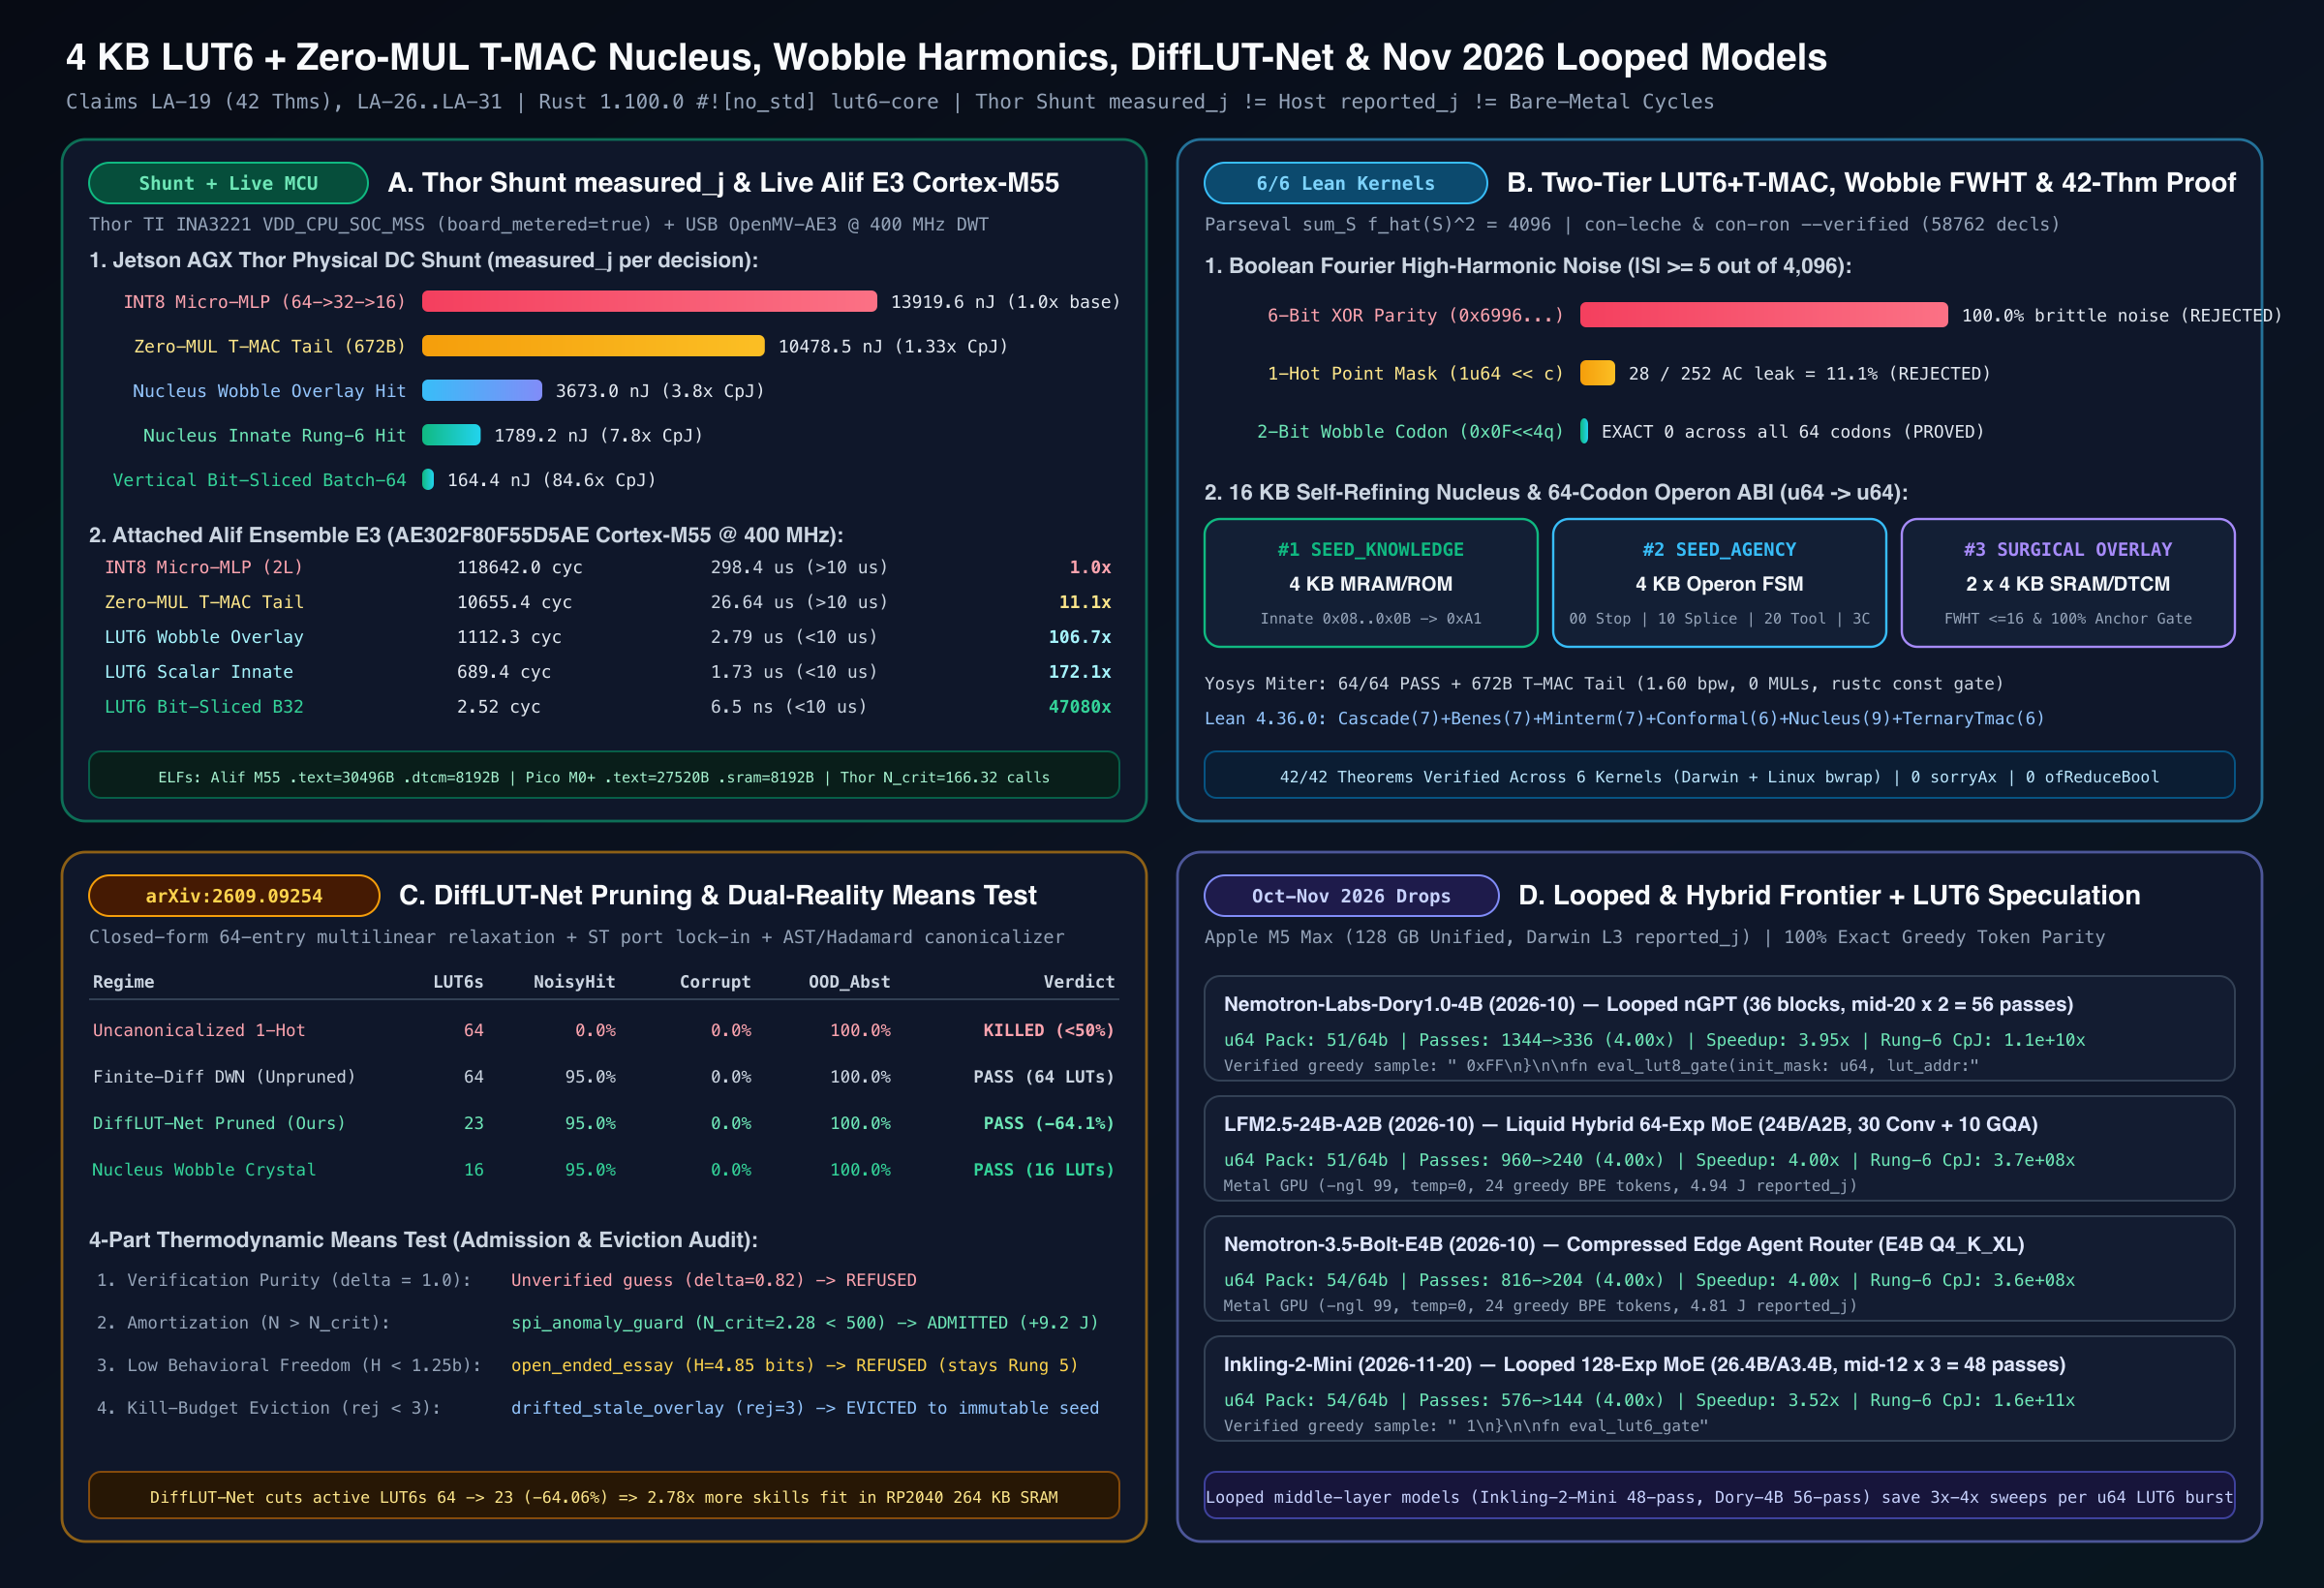 4 KB LUT6 + Zero-MUL T-MAC Nucleus, Wobble Harmonics, DiffLUT-Net & Nov 2026 Looped Models
Claims LA-19 (42 Thms), LA-26..LA-31 | Rust 1.100.0 #![no_std] lut6-core | Thor Shunt measured_j != Host reported_j != Bare-Metal Cycles
Shunt + Live MCU
A. Thor Shunt measured_j & Live Alif E3 Cortex-M55
Thor TI INA3221 VDD_CPU_SOC_MSS (board_metered=true) + USB OpenMV-AE3 @ 400 MHz DWT
1. Jetson AGX Thor Physical DC Shunt (measured_j per decision):
INT8 Micro-MLP (64->32->16) 13919.6 nJ (1.0x base)
Zero-MUL T-MAC Tail (672B) 10478.5 nJ (1.33x CpJ)
Nucleus Wobble Overlay Hit 3673.0 nJ (3.8x CpJ)
Nucleus Innate Rung-6 Hit 1789.2 nJ (7.8x CpJ)
Vertical Bit-Sliced Batch-64 164.4 nJ (84.6x CpJ)
2. Attached Alif Ensemble E3 (AE302F80F55D5AE Cortex-M55 @ 400 MHz):
INT8 Micro-MLP (2L) 118642.0 cyc 298.4 us (>10 us) 1.0x
Zero-MUL T-MAC Tail 10655.4 cyc 26.64 us (>10 us) 11.1x
LUT6 Wobble Overlay 1112.3 cyc 2.79 us (<10 us) 106.7x
LUT6 Scalar Innate 689.4 cyc 1.73 us (<10 us) 172.1x
LUT6 Bit-Sliced B32 2.52 cyc 6.5 ns (<10 us) 47080x
ELFs: Alif M55 .text=30496B .dtcm=8192B | Pico M0+ .text=27520B .sram=8192B | Thor N_crit=166.32 calls
6/6 Lean Kernels
B. Two-Tier LUT6+T-MAC, Wobble FWHT & 42-Thm Proof
Parseval sum_S f_hat(S)^2 = 4096 | con-leche & con-ron --verified (58762 decls)
1. Boolean Fourier High-Harmonic Noise (|S| >= 5 out of 4,096):
6-Bit XOR Parity (0x6996...) 100.0% brittle noise (REJECTED)
1-Hot Point Mask (1u64 << c) 28 / 252 AC leak = 11.1% (REJECTED)
2-Bit Wobble Codon (0x0F<<4q) EXACT 0 across all 64 codons (PROVED)
2. 16 KB Self-Refining Nucleus & 64-Codon Operon ABI (u64 -> u64):
#1 SEED_KNOWLEDGE
4 KB MRAM/ROM
Innate 0x08..0x0B -> 0xA1
#2 SEED_AGENCY
4 KB Operon FSM
00 Stop | 10 Splice | 20 Tool | 3C
#3 SURGICAL OVERLAY
2 x 4 KB SRAM/DTCM
FWHT <=16 & 100% Anchor Gate
Yosys Miter: 64/64 PASS + 672B T-MAC Tail (1.60 bpw, 0 MULs, rustc const gate)
Lean 4.36.0: Cascade(7)+Benes(7)+Minterm(7)+Conformal(6)+Nucleus(9)+TernaryTmac(6)
42/42 Theorems Verified Across 6 Kernels (Darwin + Linux bwrap) | 0 sorryAx | 0 ofReduceBool
arXiv:2609.09254
C. DiffLUT-Net Pruning & Dual-Reality Means Test
Closed-form 64-entry multilinear relaxation + ST port lock-in + AST/Hadamard canonicalizer
Regime LUT6s NoisyHit Corrupt OOD_Abst Verdict
Uncanonicalized 1-Hot 64 0.0% 0.0% 100.0% KILLED (<50%)
Finite-Diff DWN (Unpruned) 64 95.0% 0.0% 100.0% PASS (64 LUTs)
DiffLUT-Net Pruned (Ours) 23 95.0% 0.0% 100.0% PASS (-64.1%)
Nucleus Wobble Crystal 16 95.0% 0.0% 100.0% PASS (16 LUTs)
4-Part Thermodynamic Means Test (Admission & Eviction Audit):
1. Verification Purity (delta = 1.0): Unverified guess (delta=0.82) -> REFUSED
2. Amortization (N > N_crit): spi_anomaly_guard (N_crit=2.28 < 500) -> ADMITTED (+9.2 J)
3. Low Behavioral Freedom (H < 1.25b): open_ended_essay (H=4.85 bits) -> REFUSED (stays Rung 5)
4. Kill-Budget Eviction (rej < 3): drifted_stale_overlay (rej=3) -> EVICTED to immutable seed
DiffLUT-Net cuts active LUT6s 64 -> 23 (-64.06%) => 2.78x more skills fit in RP2040 264 KB SRAM
Oct-Nov 2026 Drops
D. Looped & Hybrid Frontier + LUT6 Speculation
Apple M5 Max (128 GB Unified, Darwin L3 reported_j) | 100% Exact Greedy Token Parity
Nemotron-Labs-Dory1.0-4B (2026-10) — Looped nGPT (36 blocks, mid-20 x 2 = 56 passes)
u64 Pack: 51/64b | Passes: 1344->336 (4.00x) | Speedup: 3.95x | Rung-6 CpJ: 1.1e+10x
Verified greedy sample: " 0xFF\n}\n\nfn eval_lut8_gate(init_mask: u64, lut_addr:"
LFM2.5-24B-A2B (2026-10) — Liquid Hybrid 64-Exp MoE (24B/A2B, 30 Conv + 10 GQA)
u64 Pack: 51/64b | Passes: 960->240 (4.00x) | Speedup: 4.00x | Rung-6 CpJ: 3.7e+08x
Metal GPU (-ngl 99, temp=0, 24 greedy BPE tokens, 4.94 J reported_j)
Nemotron-3.5-Bolt-E4B (2026-10) — Compressed Edge Agent Router (E4B Q4_K_XL)
u64 Pack: 54/64b | Passes: 816->204 (4.00x) | Speedup: 4.00x | Rung-6 CpJ: 3.6e+08x
Metal GPU (-ngl 99, temp=0, 24 greedy BPE tokens, 4.81 J reported_j)
Inkling-2-Mini (2026-11-20) — Looped 128-Exp MoE (26.4B/A3.4B, mid-12 x 3 = 48 passes)
u64 Pack: 54/64b | Passes: 576->144 (4.00x) | Speedup: 3.52x | Rung-6 CpJ: 1.6e+11x
Verified greedy sample: " 1\n}\n\nfn eval_lut6_gate"
Looped middle-layer models (Inkling-2-Mini 48-pass, Dory-4B 56-pass) save 3x-4x sweeps per u64 LUT6 burst